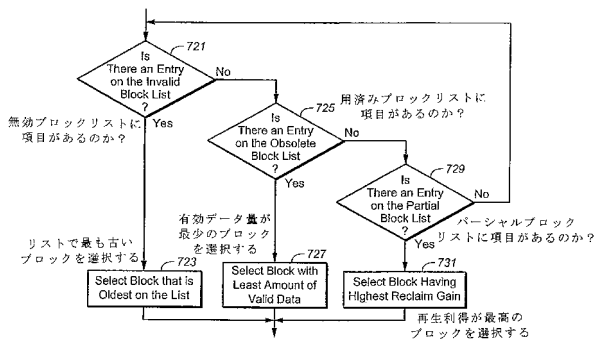 721
Is
There an Entry
on the Invalid
Block List
?
No
Yes
無効ブロックリストに
項目があるのか?
725
Is
There an Entry
on the Obsolete
Block List
?
No
Yes
用済みブロックリストに
項目があるのか?
729
Is
There an Entry
on the Partial
Block List
?
No
Yes
パーシャルブロック
リストに項目があるのか?
リストで最も古い
ブロックを選択する
723
Select Block that is
Oldest on the List
有効データ量が
最少のブロック
を選択する
727
Select Block with
Least Amount of
Valid Data
731
Select Block Having
Highest Reclaim Gain
再生利得が最高の
ブロックを選択する